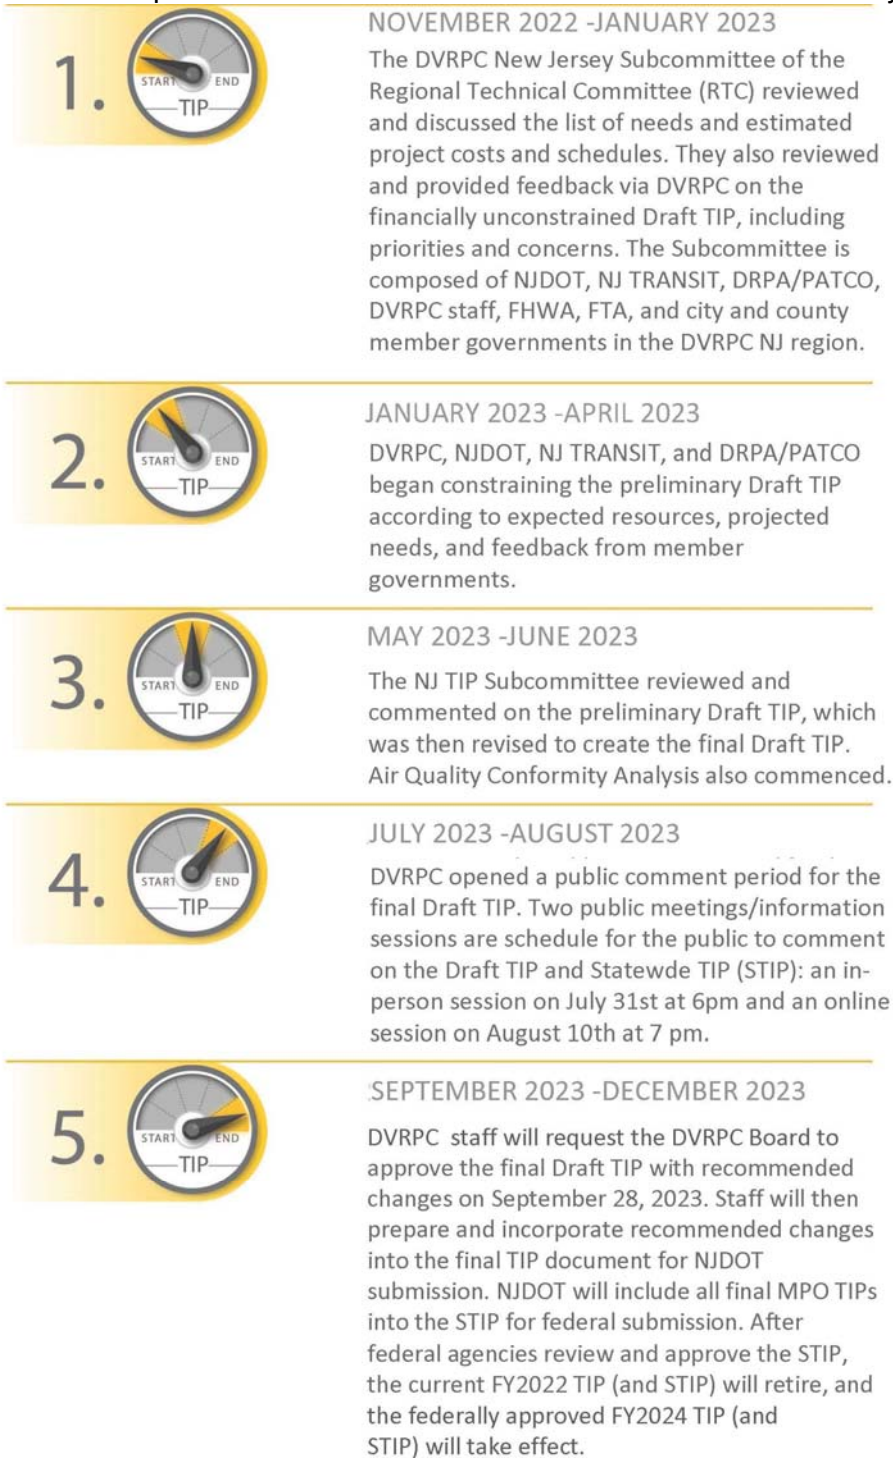 NOVEMBER 2022 -JANUARY 2023
1.
START
END
TIP
The DVRPC New Jersey Subcommittee of the
Regional Technical Committee (RTC) reviewed
and discussed the list of needs and estimated
project costs and schedules. They also reviewed
and provided feedback via DVRPC on the
financially unconstrained Draft TIP, including
priorities and concerns. The Subcommittee is
composed of NJDOT, NJ TRANSIT, DRPA/PATCO,
DVRPC staff, FHWA, FTA, and city and county
member governments in the DVRPC NJ region.
JANUARY 2023 -APRIL 2023
2.
START
END
TIP
DVRPC, NJDOT, NJ TRANSIT, and DRPA/PATCO
began constraining the preliminary Draft TIP
according to expected resources, projected
needs, and feedback from member
governments.
MAY 2023 -JUNE 2023
3.
START
END
TIP
The NJ TIP Subcommittee reviewed and
commented on the preliminary Draft TIP, which
was then revised to create the final Draft TIP.
Air Quality Conformity Analysis also commenced.
JULY 2023 -AUGUST 2023
4.
START
END
TIP
DVRPC opened a public comment period for the
final Draft TIP. Two public meetings/information
sessions are schedule for the public to comment
on the Draft TIP and Statewde TIP (STIP): an in-
person session on July 31st at 6pm and an online
session on August 10th at 7 pm.
SEPTEMBER 2023 -DECEMBER 2023
5.
START
END
TIP
DVRPC  staff will request the DVRPC Board to
approve the final Draft TIP with recommended
changes on September 28, 2023. Staff will then
prepare and incorporate recommended changes
into the final TIP document for NJDOT
submission. NJDOT will include all final MPO TIPs
into the STIP for federal submission. After
federal agencies review and approve the STIP,
the current FY2022 TIP (and STIP) will retire, and
the federally approved FY2024 TIP (and
STIP) will take effect.